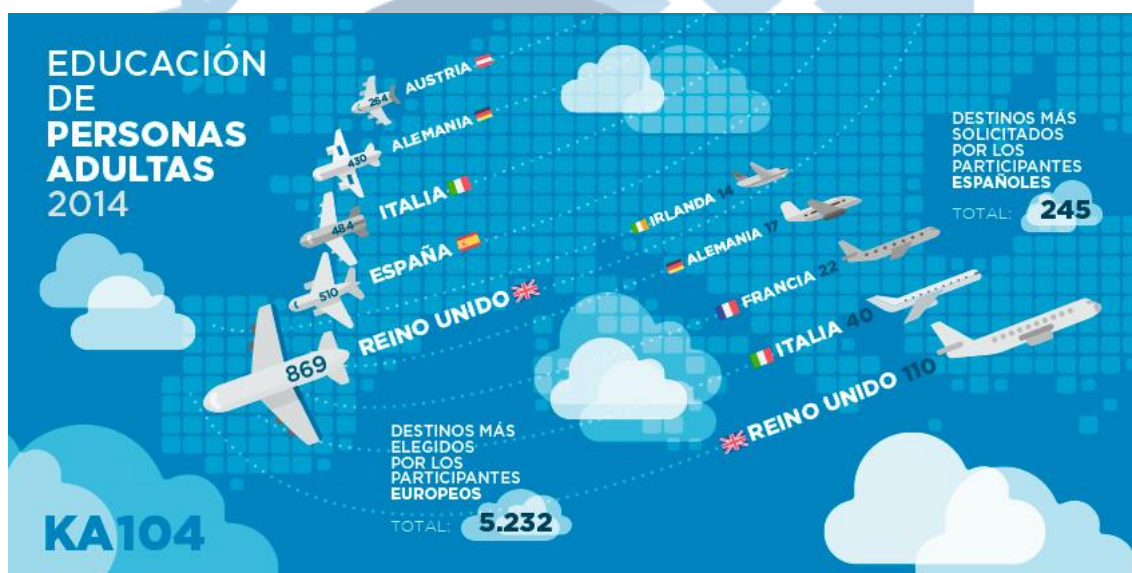 EDUCACIÓN
DE
PERSONAS
ADULTAS
2014
264 AUSTRIA
430 ALEMANIA
484 ITALIA
510 ESPAÑA
869 REINO UNIDO
DESTINOS MÁS
ELEGIDOS
POR LOS
PARTICIPANTES
EUROPEOS
TOTAL: 5.232
DESTINOS MÁS
SOLICITADOS
POR LOS
PARTICIPANTES
ESPAÑOLES
TOTAL: 245
IRLANDA 14
ALEMANIA 17
FRANCIA 22
ITALIA 40
REINO UNIDO 110
KA104